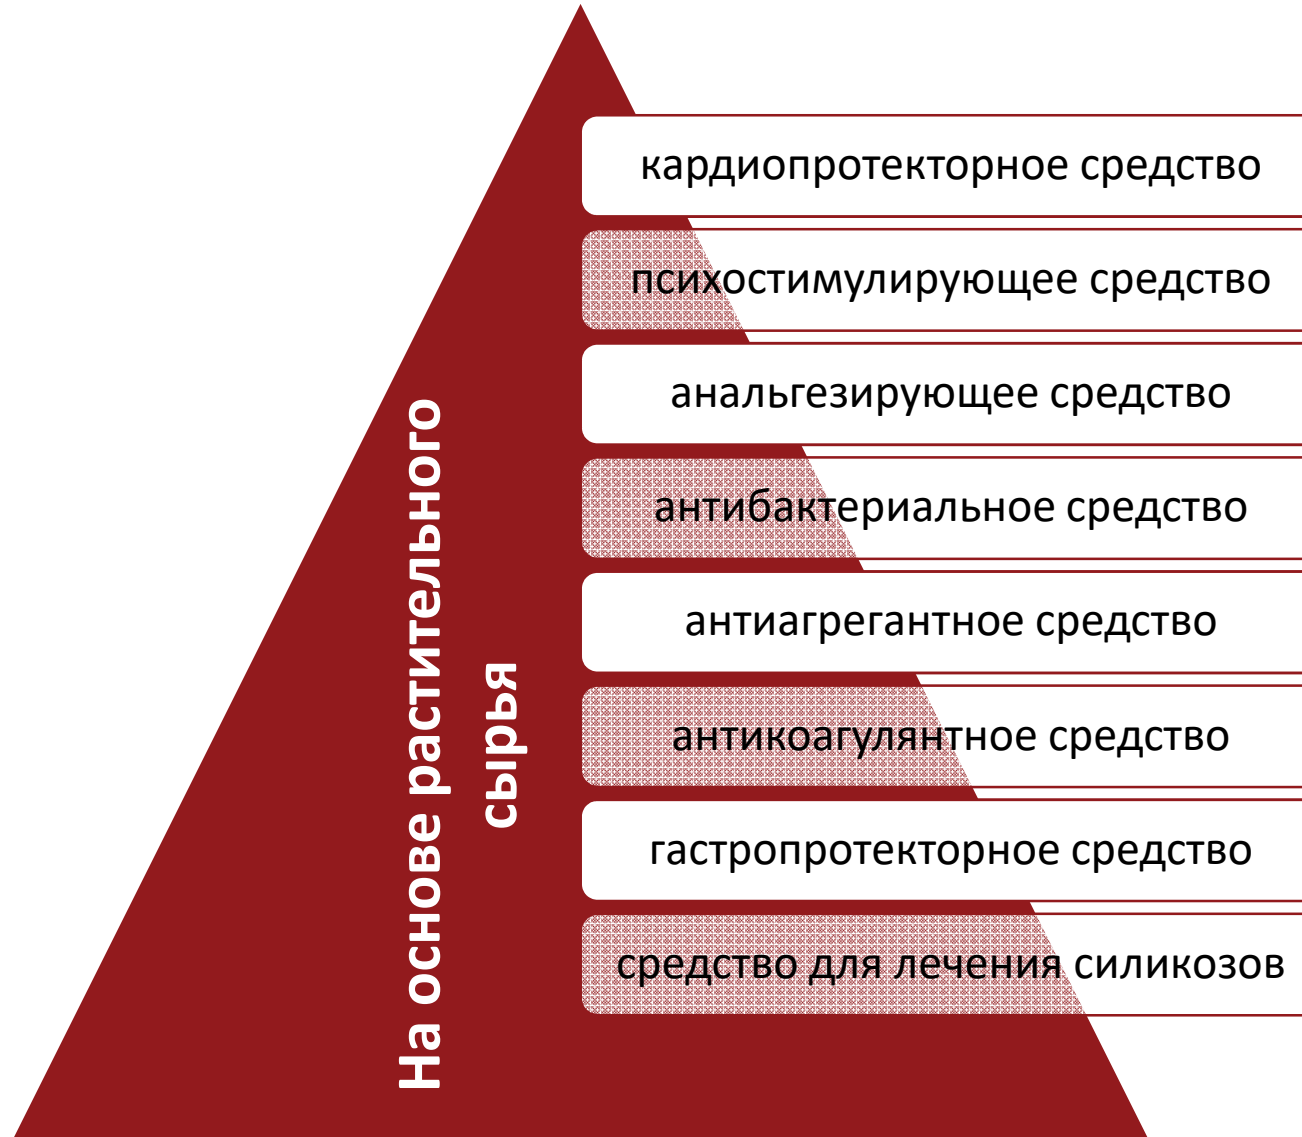 На основе растительного
сырья
кардиопротекторное средство
психостимулирующее средство
анальгезирующее средство
антибактериальное средство
антиагрегантное средство
антикоагулянтное средство
гастропротекторное средство
средство для лечения силикозов